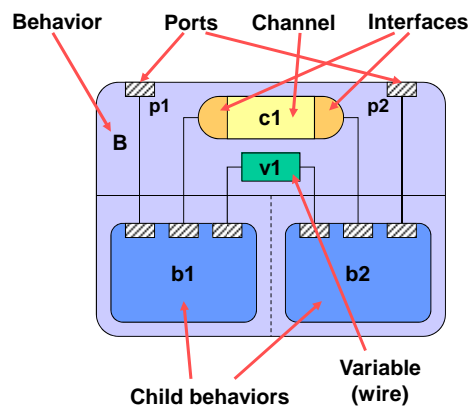 Behavior Ports Channel Interfaces
p1 c1 p2
B
v1
b1 b2
Child behaviors
Variable
(wire)